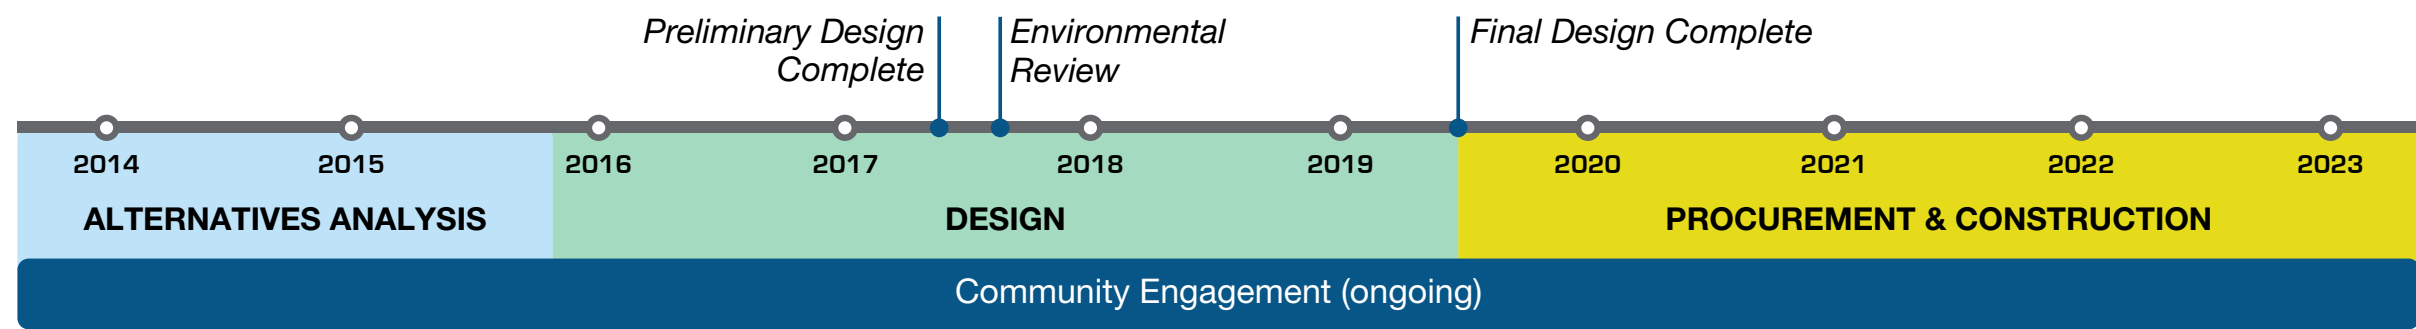 Preliminary Design
Complete
Environmental
Review
Final Design Complete
2014 2015 2016 2017 2018 2019 2020 2021 2022 2023
ALTERNATIVES ANALYSIS DESIGN PROCUREMENT & CONSTRUCTION
Community Engagement (ongoing)